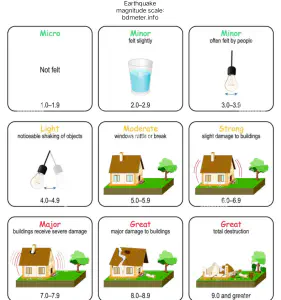 Earthquake
magnitude scale:
bdmeter.info
Micro
Not felt
1.0–1.9
Minor
felt slightly
2.0–2.9
Minor
often felt by people
3.0–3.9
Light
noticeable shaking of objects
4.0–4.9
Moderate
windows rattle or break
5.0–5.9
Strong
slight damage to buildings
6.0–6.9
Major
buildings receive severe damage
7.0–7.9
Great
major damage to buildings
8.0–8.9
Great
total destruction
9.0 and greater